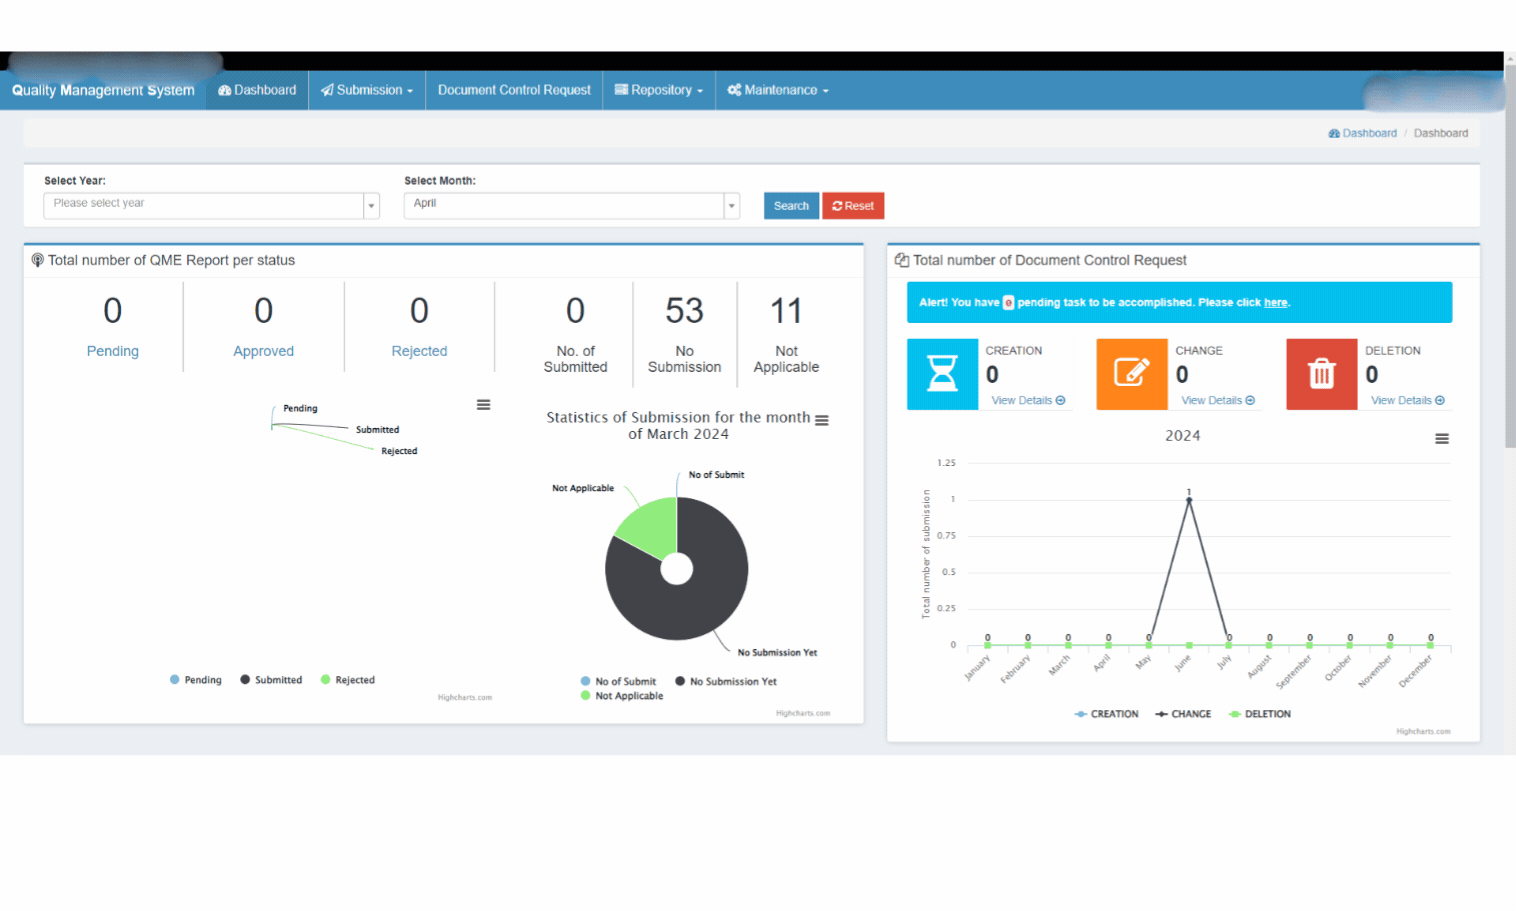 Quality Management System Dashboard Submission Document Control Request Repository Maintenance
Dashboard / Dashboard
Select Year: Select Month:
Please select year April Search Reset
Total number of QME Report per status
0 0 0 0 53 11
Pending Approved Rejected No. of Submitted No Submission Not Applicable
Pending
Submitted
Rejected
Pending Submitted Rejected
Highcharts.com
Statistics of Submission for the month
of March 2024
No of Submit
Not Applicable
No Submission Yet
No of Submit No Submission Yet
Not Applicable
Highcharts.com
Total number of Document Control Request
Alert! You have 0 pending task to be accomplished. Please click here.
CREATION CHANGE DELETION
0 0 0
View Details View Details View Details
2024
Total number of submission
1.25
1
0.75
0.5
0.25
0
1
0 0 0 0 0 0 0 0 0 0 0
January February March April May June July August September October November December
CREATION CHANGE DELETION
Highcharts.com